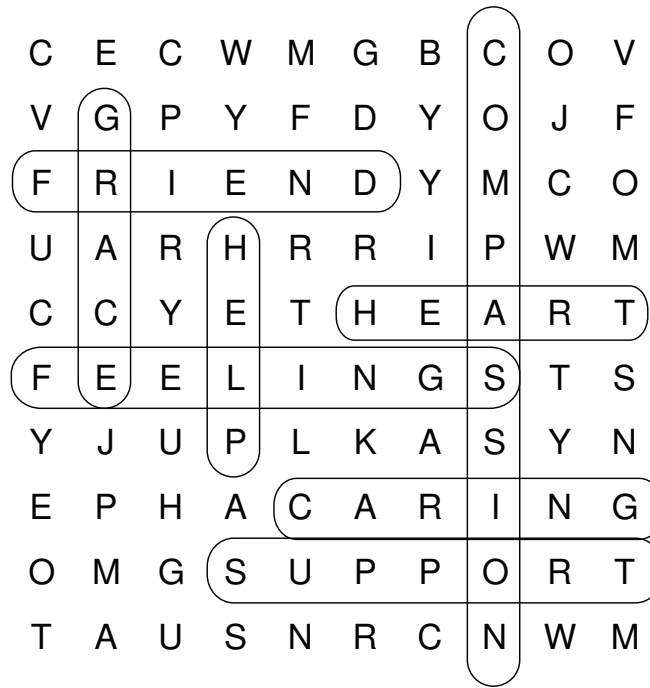 C E C W M G B C O V
V G P Y F D Y O J F
F R I E N D Y M C O
U A R H R R I P W M
C C Y E T H E A R T
F E E L I N G S T S
Y J U P L K A S Y N
E P H A C A R I N G
O M G S U P P O R T
T A U S N R C N W M